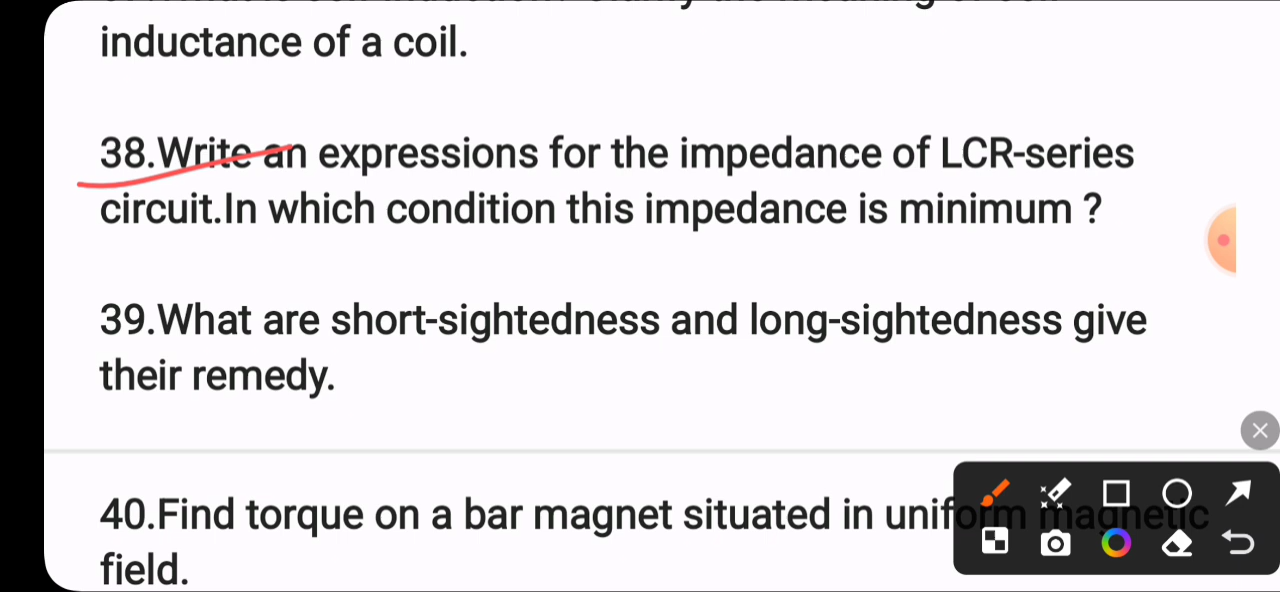 inductance of a coil.
38.Write an expressions for the impedance of LCR-series
circuit.In which condition this impedance is minimum ?
39.What are short-sightedness and long-sightedness give
their remedy.
40.Find torque on a bar magnet situated in uniform magnetic
field.